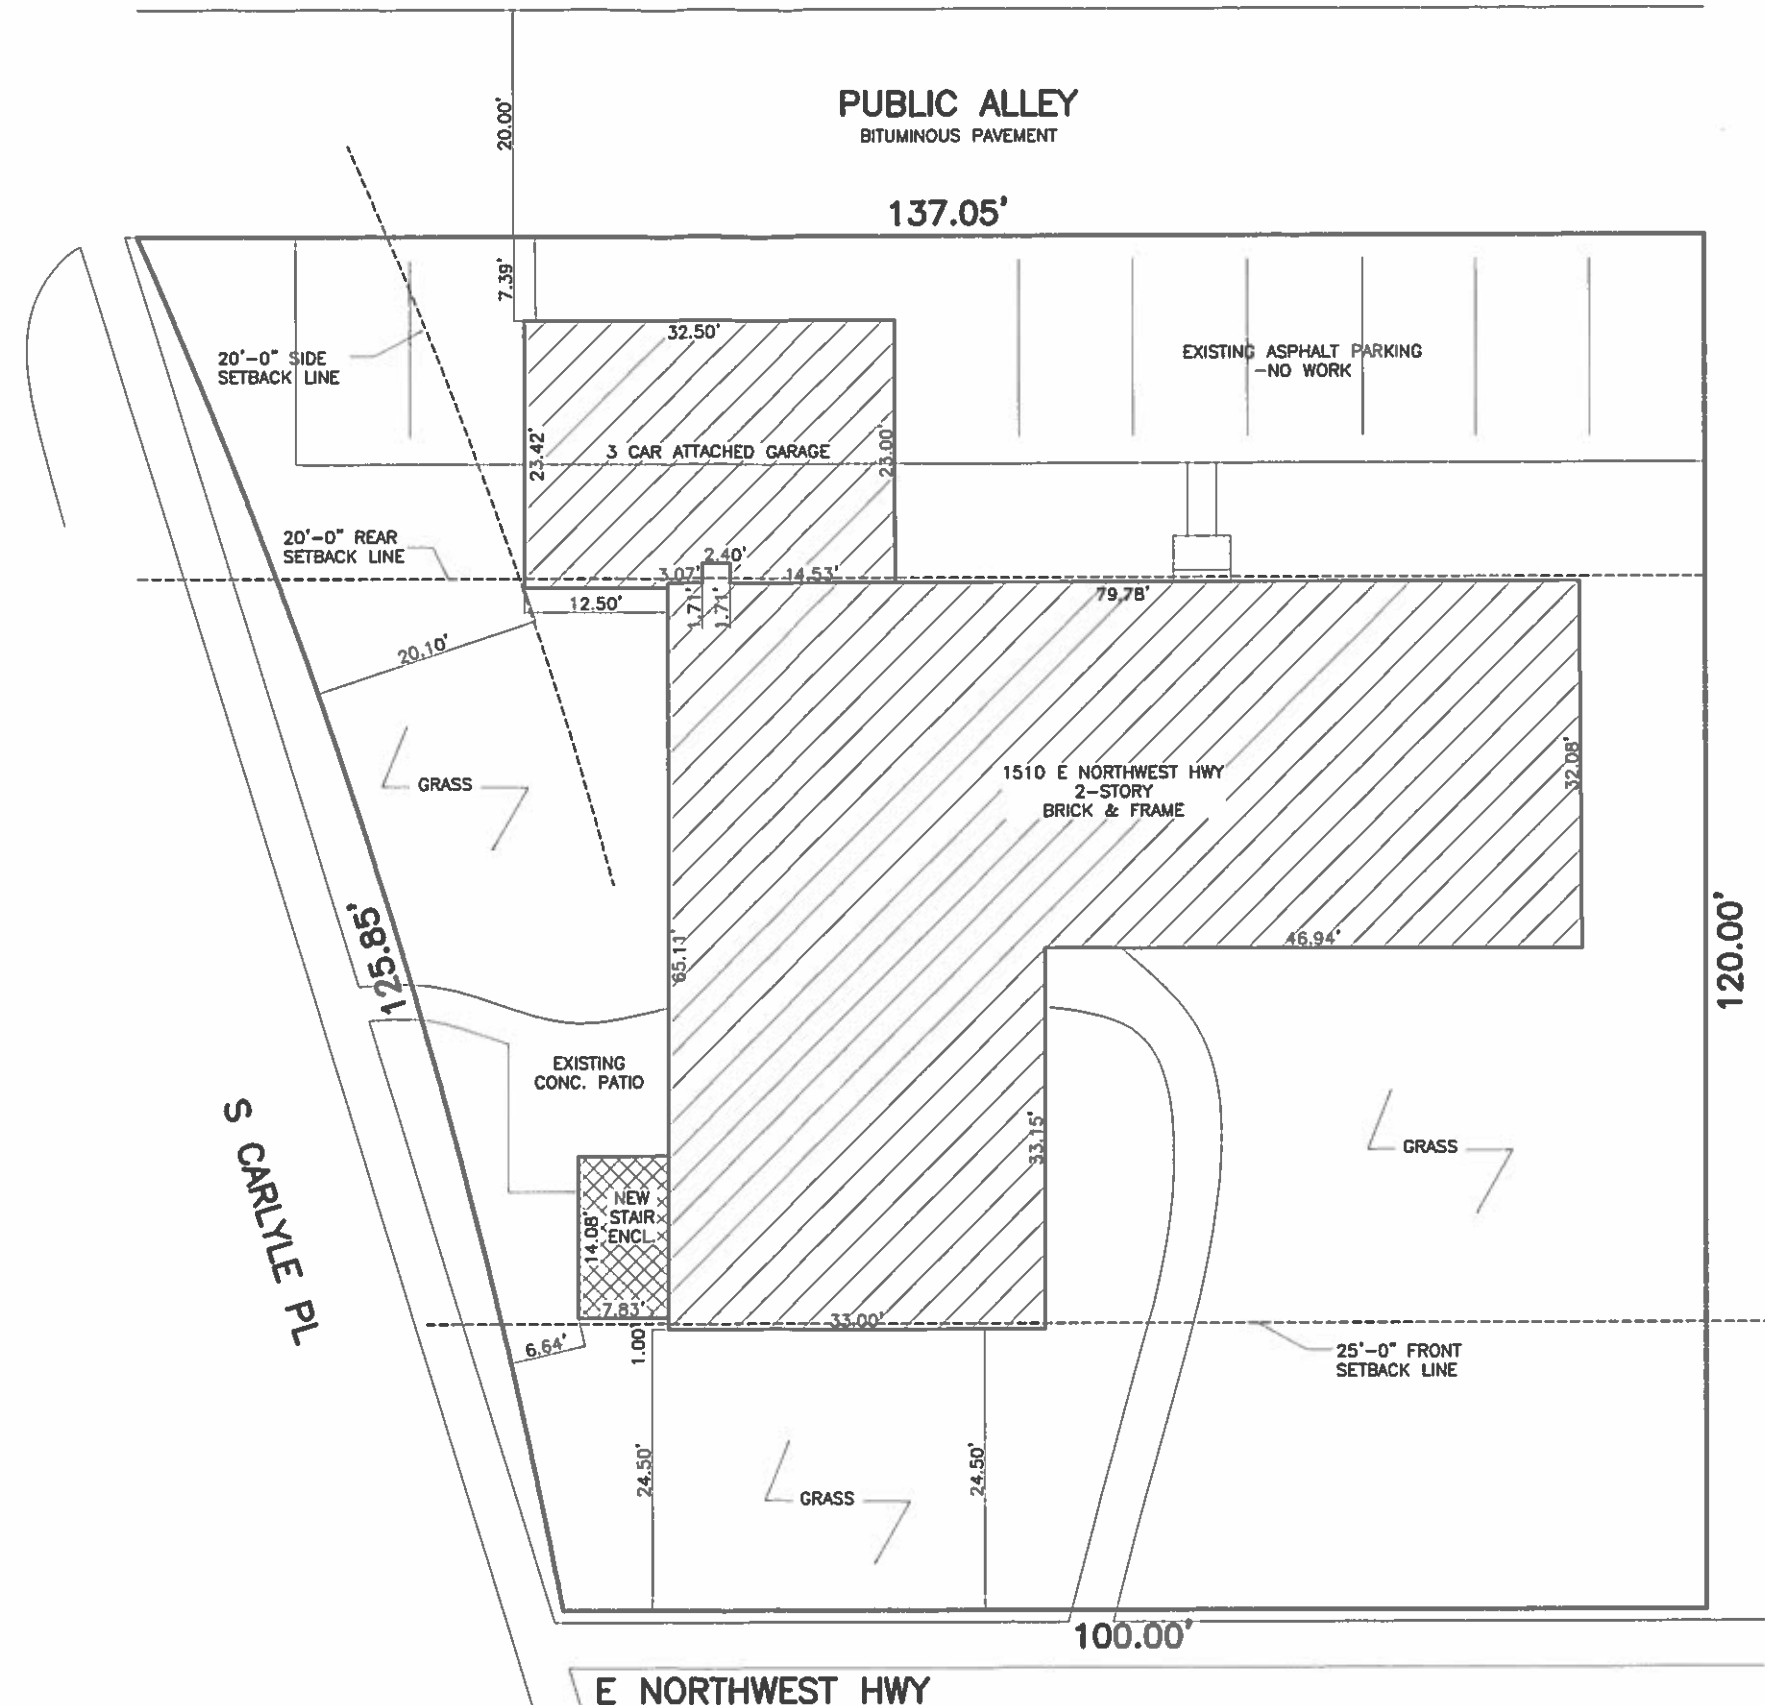 20.00'
PUBLIC ALLEY
BITUMINOUS PAVEMENT
137.05'
7.39'
20'-0" SIDE
SETBACK LINE
32.50'
EXISTING ASPHALT PARKING
-NO WORK
23.42'
3 CAR ATTACHED GARAGE
23.00'
20'-0" REAR
SETBACK LINE
2.40'
3.07'
14.53'
12.50'
1.71'
1.71'
79.78'
20.10'
GRASS
1510 E NORTHWEST HWY
2-STORY
BRICK & FRAME
32.08'
125.85'
65.11'
46.94'
120.00'
EXISTING
CONC. PATIO
S CARLYLE PL
33.15'
GRASS
NEW
STAIR
ENCL.
14.08'
7.83'
33.00'
6.64'
1.00'
25'-0" FRONT
SETBACK LINE
24.50'
24.50'
GRASS
100.00'
E NORTHWEST HWY